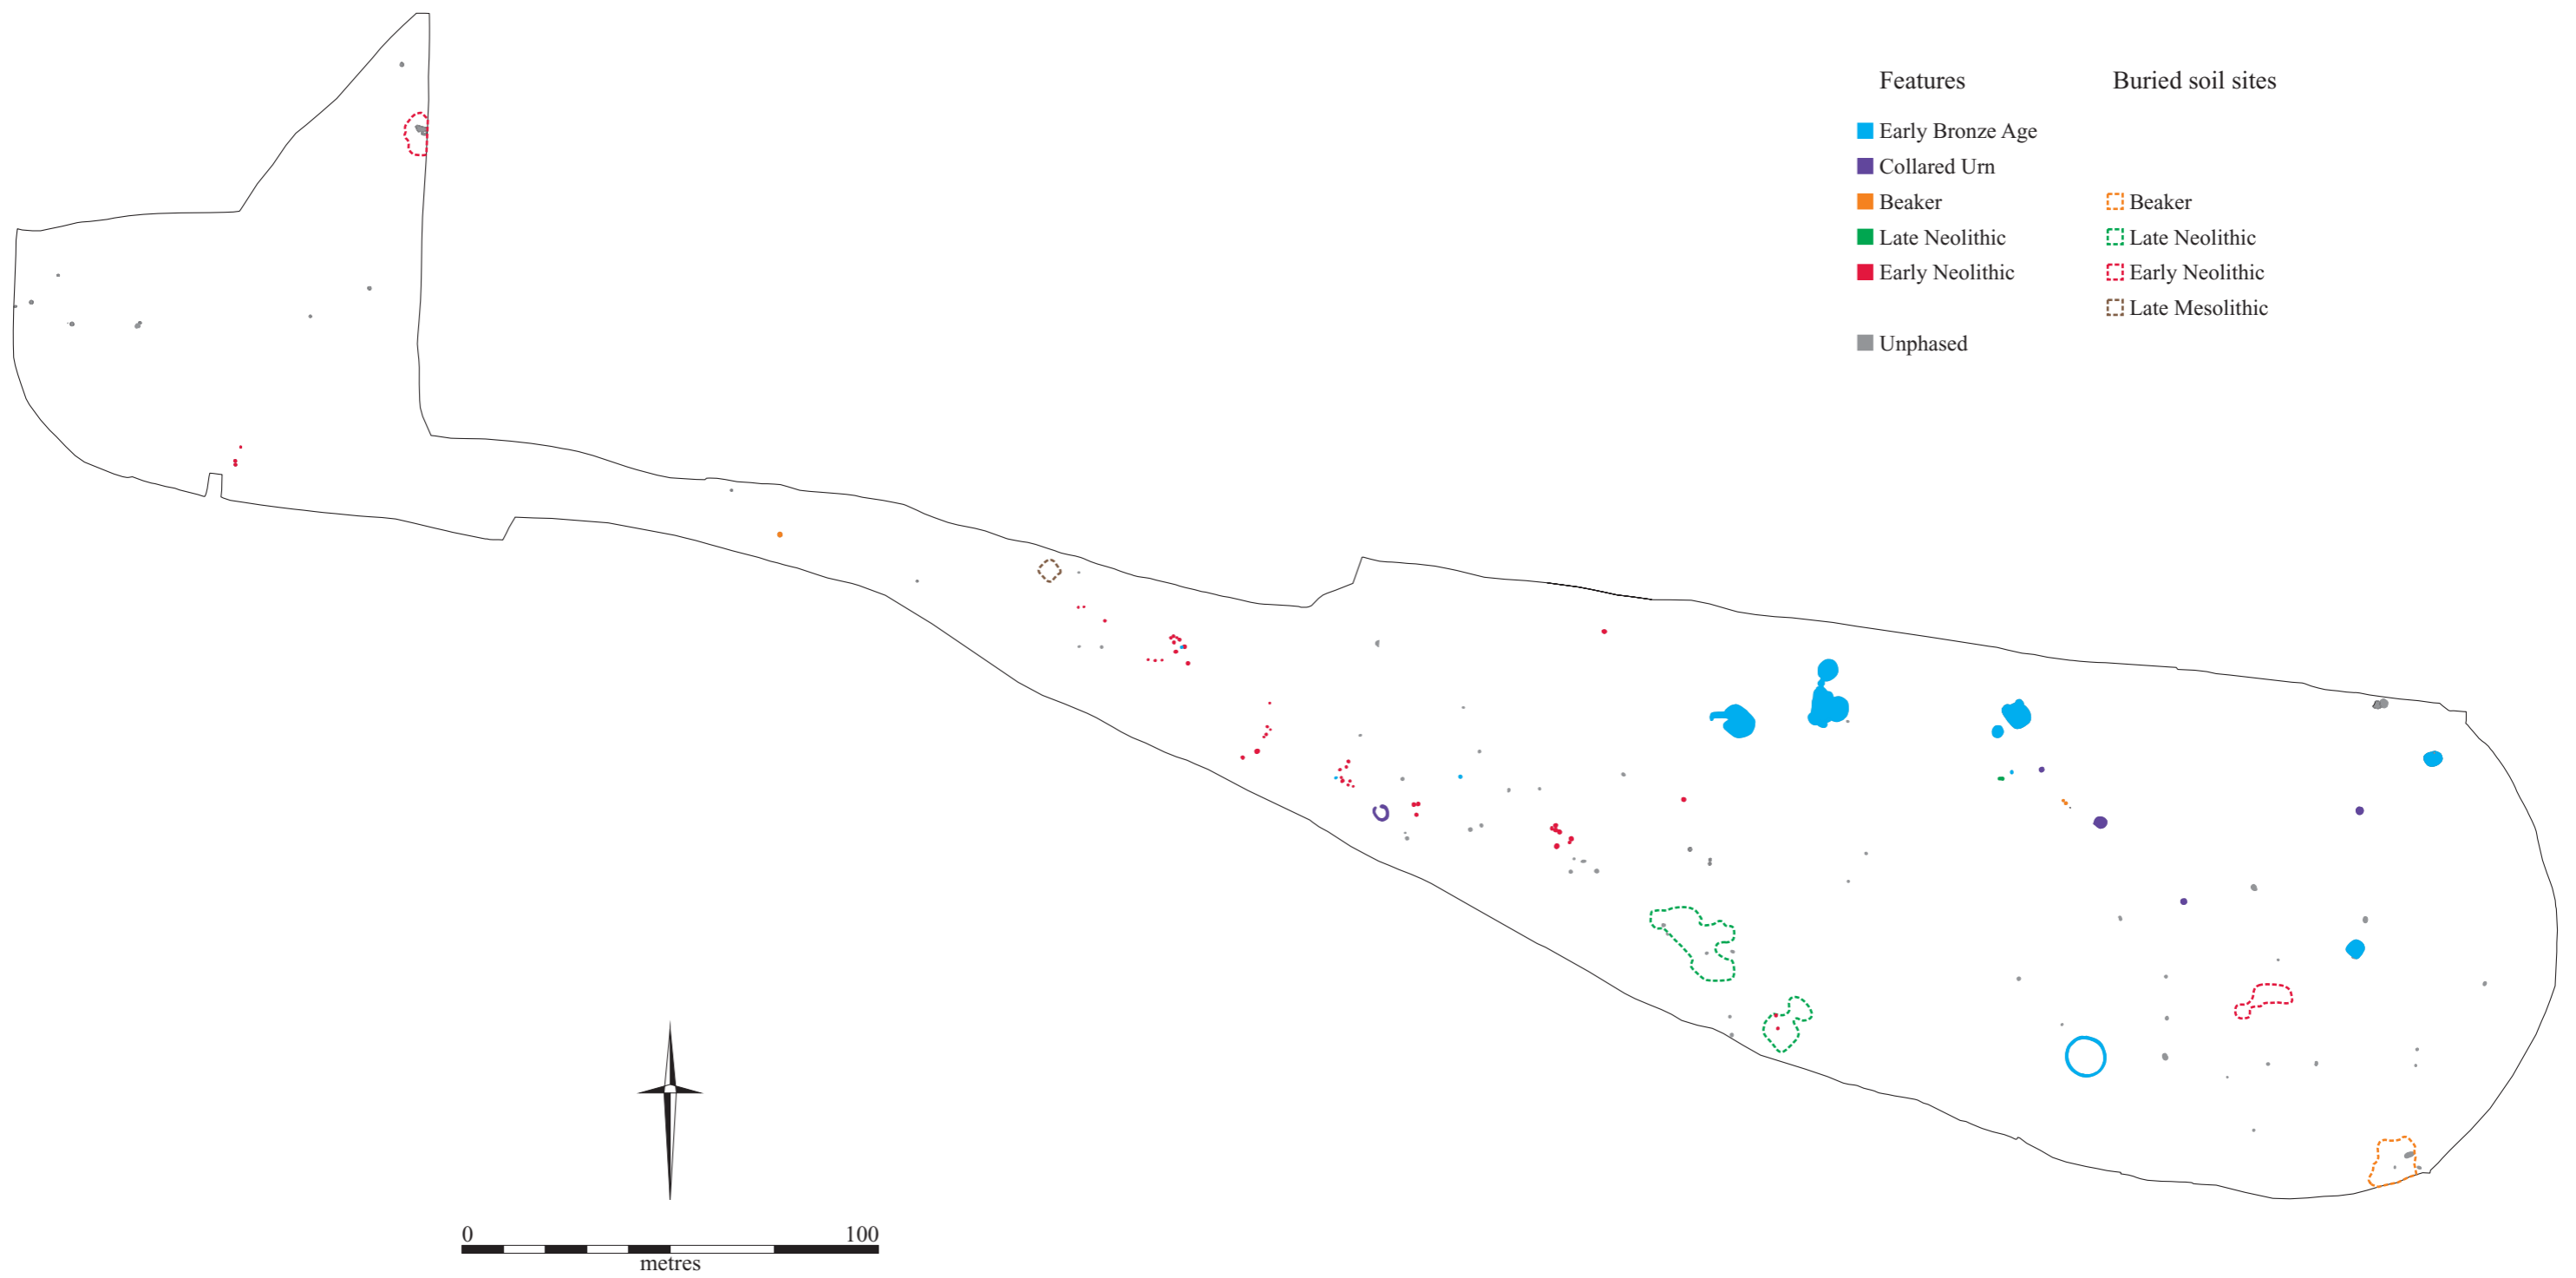 Features Buried soil sites
Early Bronze Age
Collared Urn
Beaker Beaker
Late Neolithic Late Neolithic
Early Neolithic Early Neolithic
Late Mesolithic
Unphased
0 100
metres